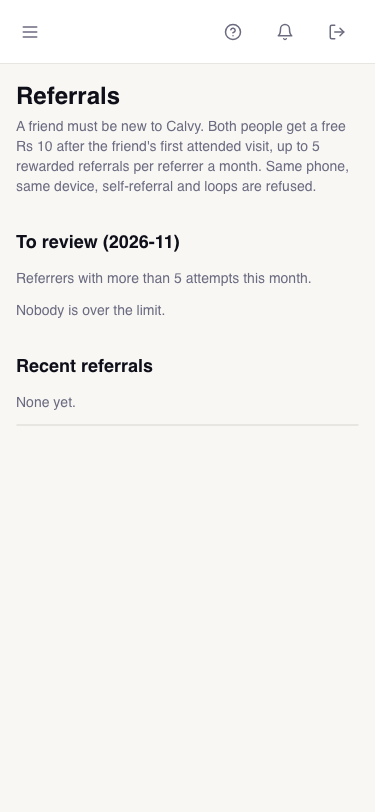 Referrals
A friend must be new to Calvy. Both people get a free
Rs 10 after the friend's first attended visit, up to 5
rewarded referrals per referrer a month. Same phone,
same device, self-referral and loops are refused.
To review (2026-11)
Referrers with more than 5 attempts this month.
Nobody is over the limit.
Recent referrals
None yet.